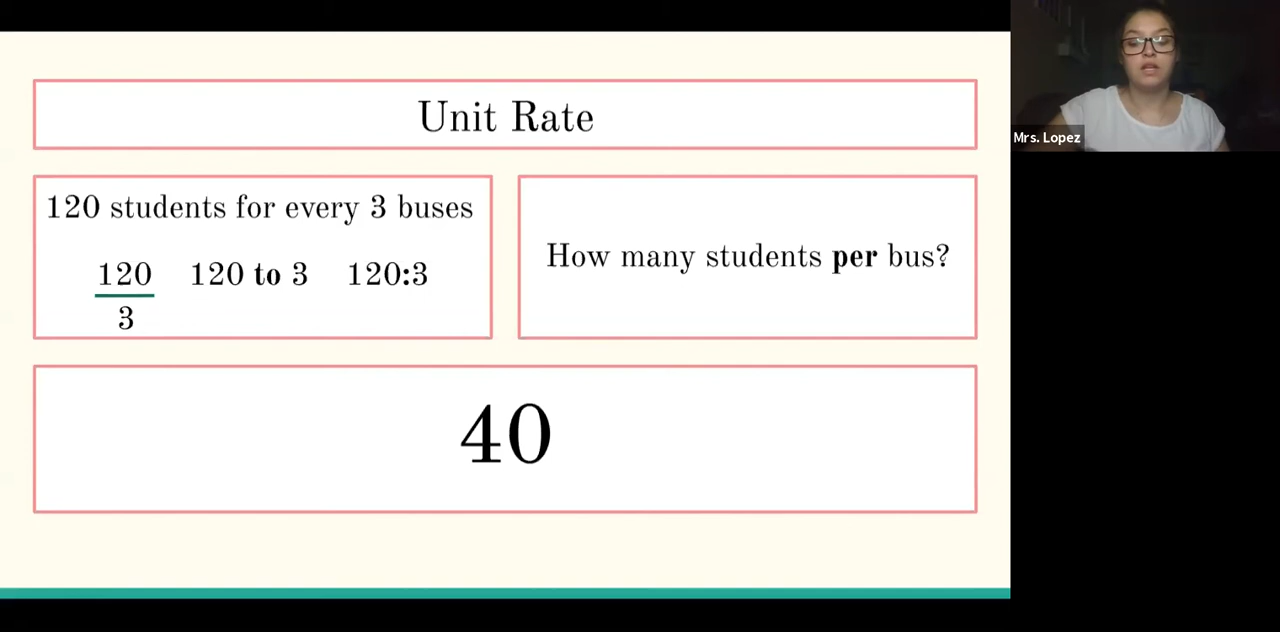 Unit Rate
120 students for every 3 buses
120 120 to 3 120:3
3
How many students per bus?
40
Mrs. Lopez